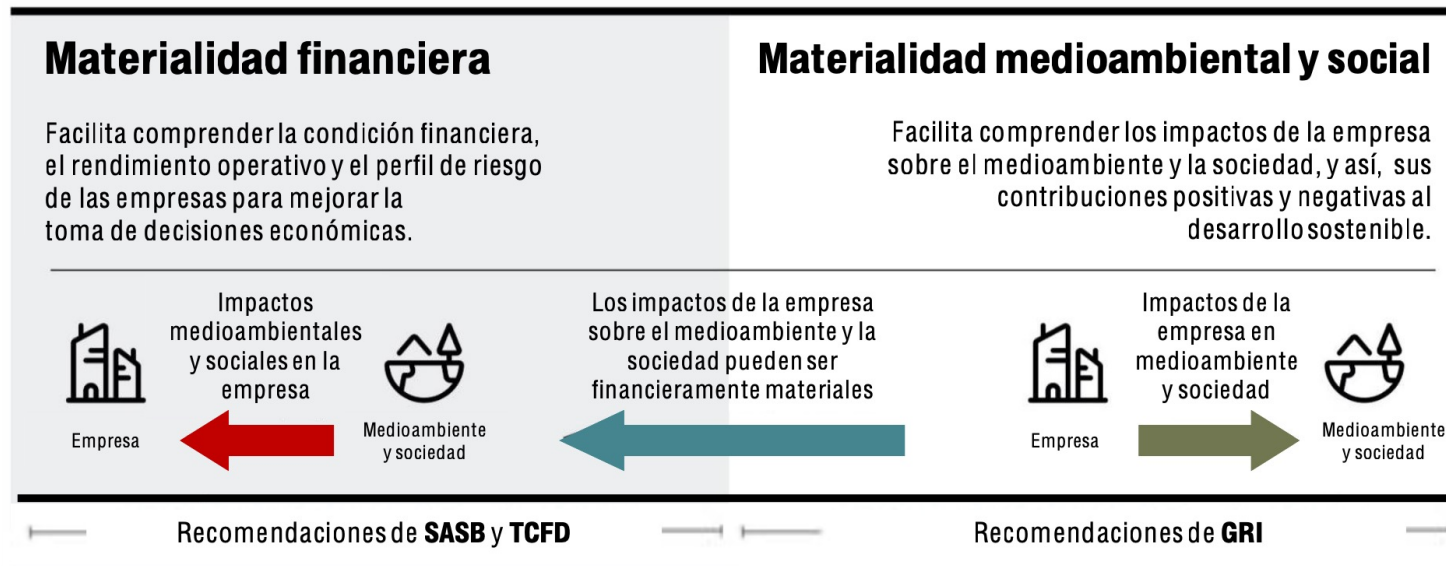 Materialidad financiera
Facilita comprender la condición financiera,
el rendimiento operativo y el perfil de riesgo
de las empresas para mejorar la
toma de decisiones económicas.
Materialidad medioambiental y social
Facilita comprender los impactos de la empresa
sobre el medioambiente y la sociedad, y así, sus
contribuciones positivas y negativas al
desarrollo sostenible.
Impactos
medioambientales
y sociales en la
empresa
Empresa
Medioambiente
y sociedad
Los impactos de la empresa
sobre el medioambiente y la
sociedad pueden ser
financieramente materiales
Impactos de la
empresa en
medioambiente
y sociedad
Empresa
Medioambiente
y sociedad
Recomendaciones de SASB y TCFD
Recomendaciones de GRI